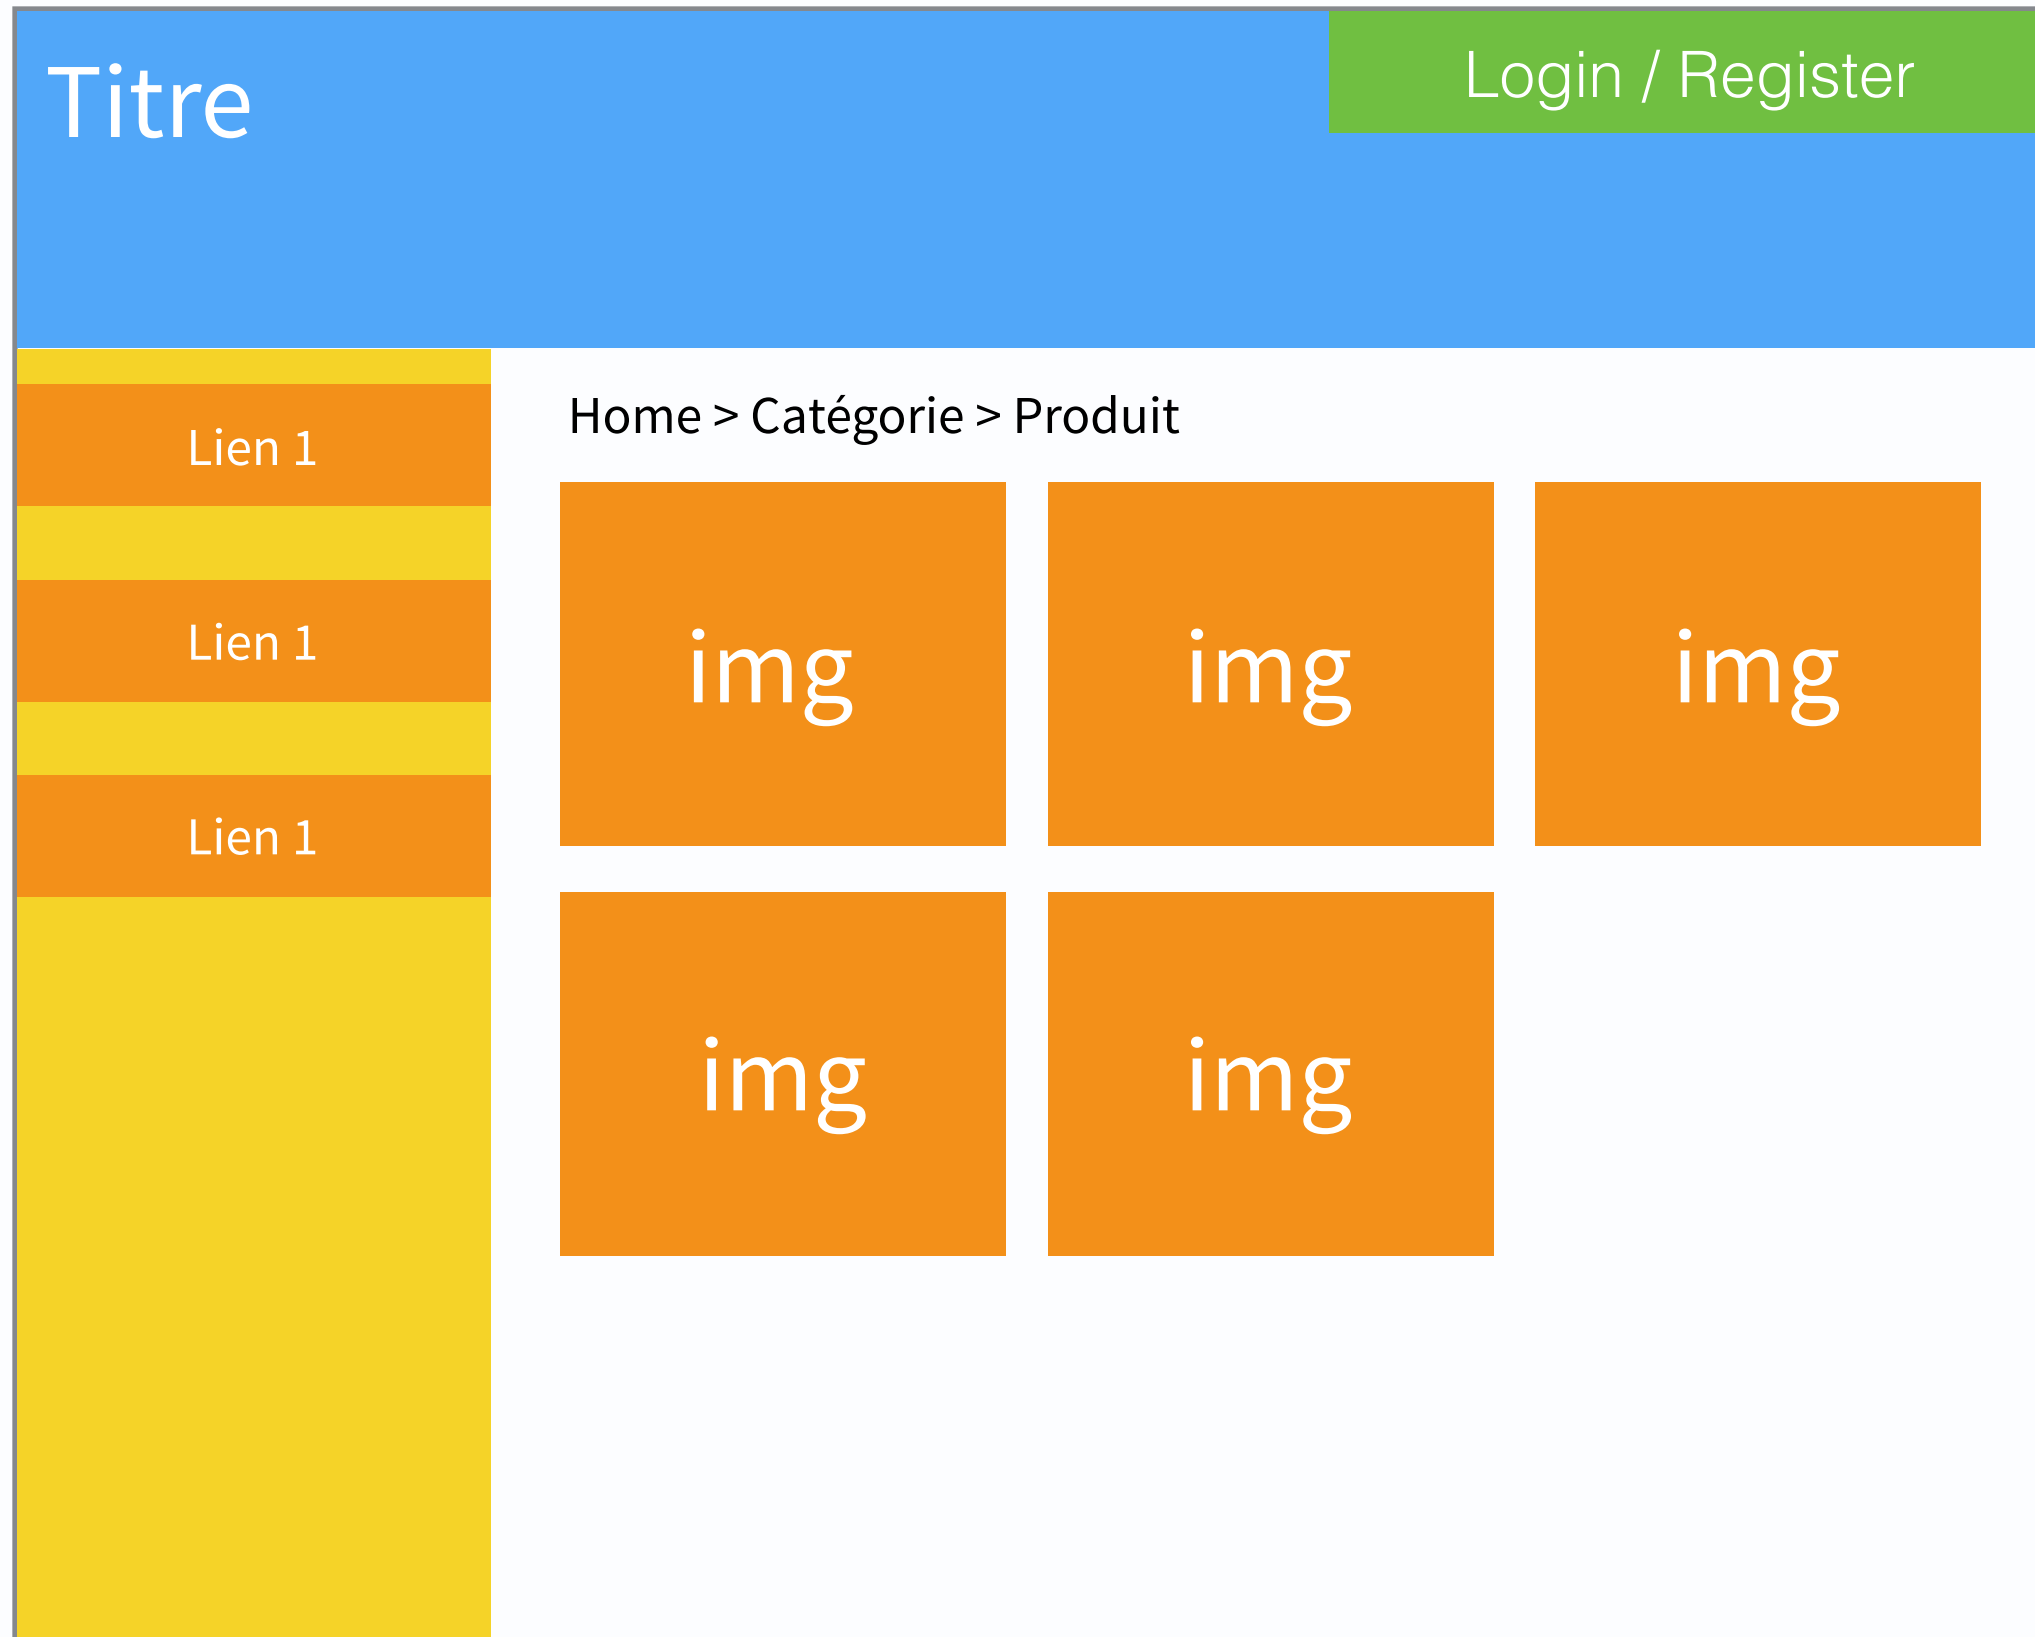 Titre
Login / Register
Lien 1
Lien 1
Lien 1
Home > Catégorie > Produit
img
img
img
img
img